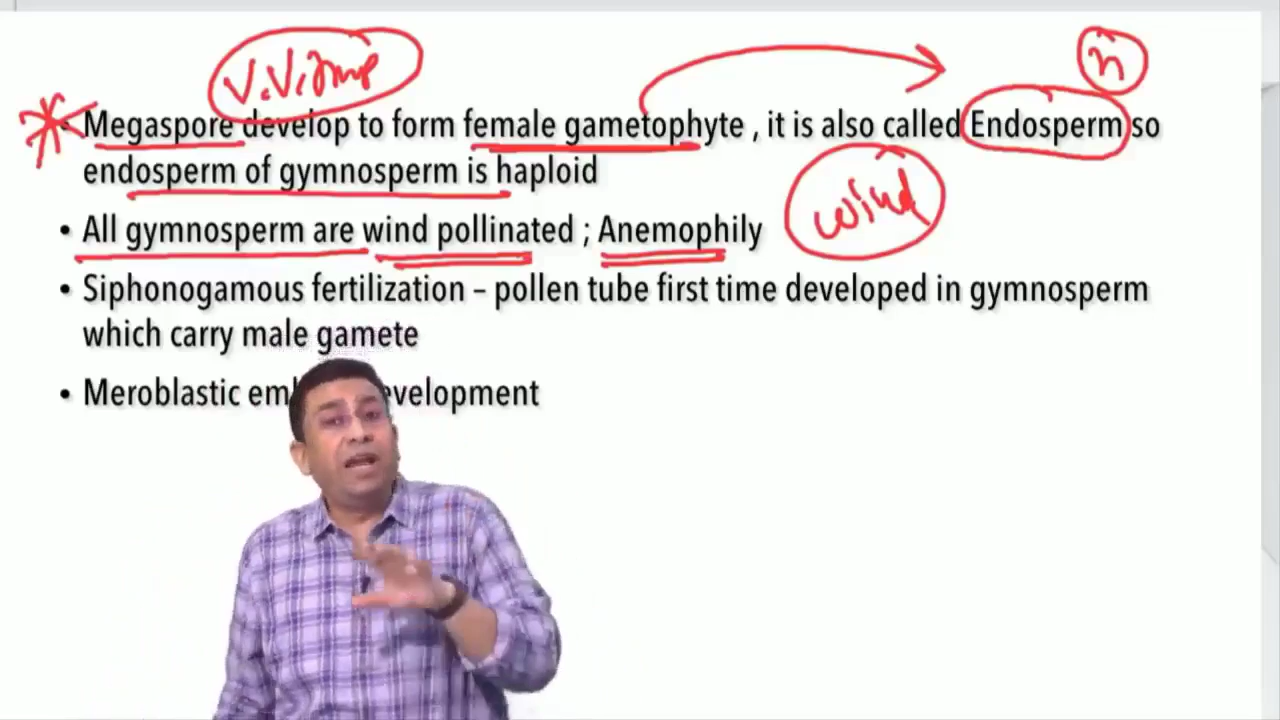 V.V.imp
n
• Megaspore develop to form female gametophyte , it is also called Endosperm so
endosperm of gymnosperm is haploid
wind
• All gymnosperm are wind pollinated ; Anemophily
• Siphonogamous fertilization – pollen tube first time developed in gymnosperm
which carry male gamete
• Meroblastic development